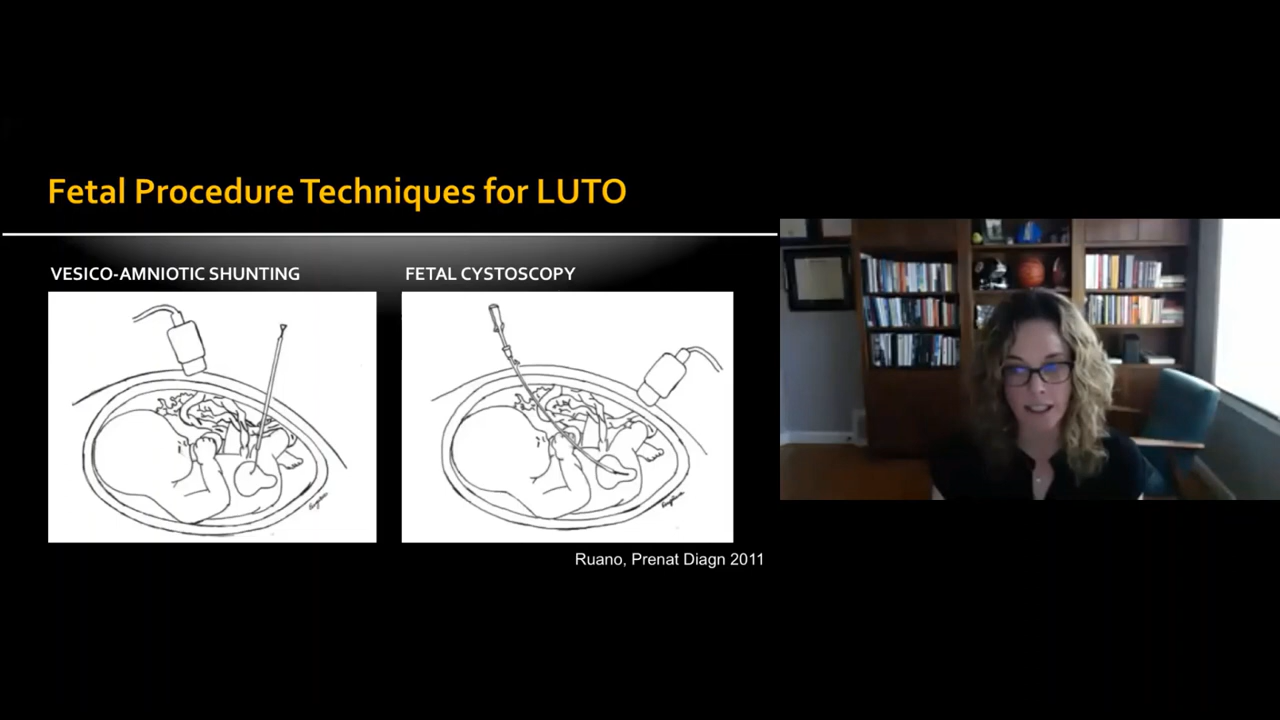 Fetal Procedure Techniques for LUTO
VESICO-AMNIOTIC SHUNTING
FETAL CYSTOSCOPY
Ruano, Prenat Diagn 2011